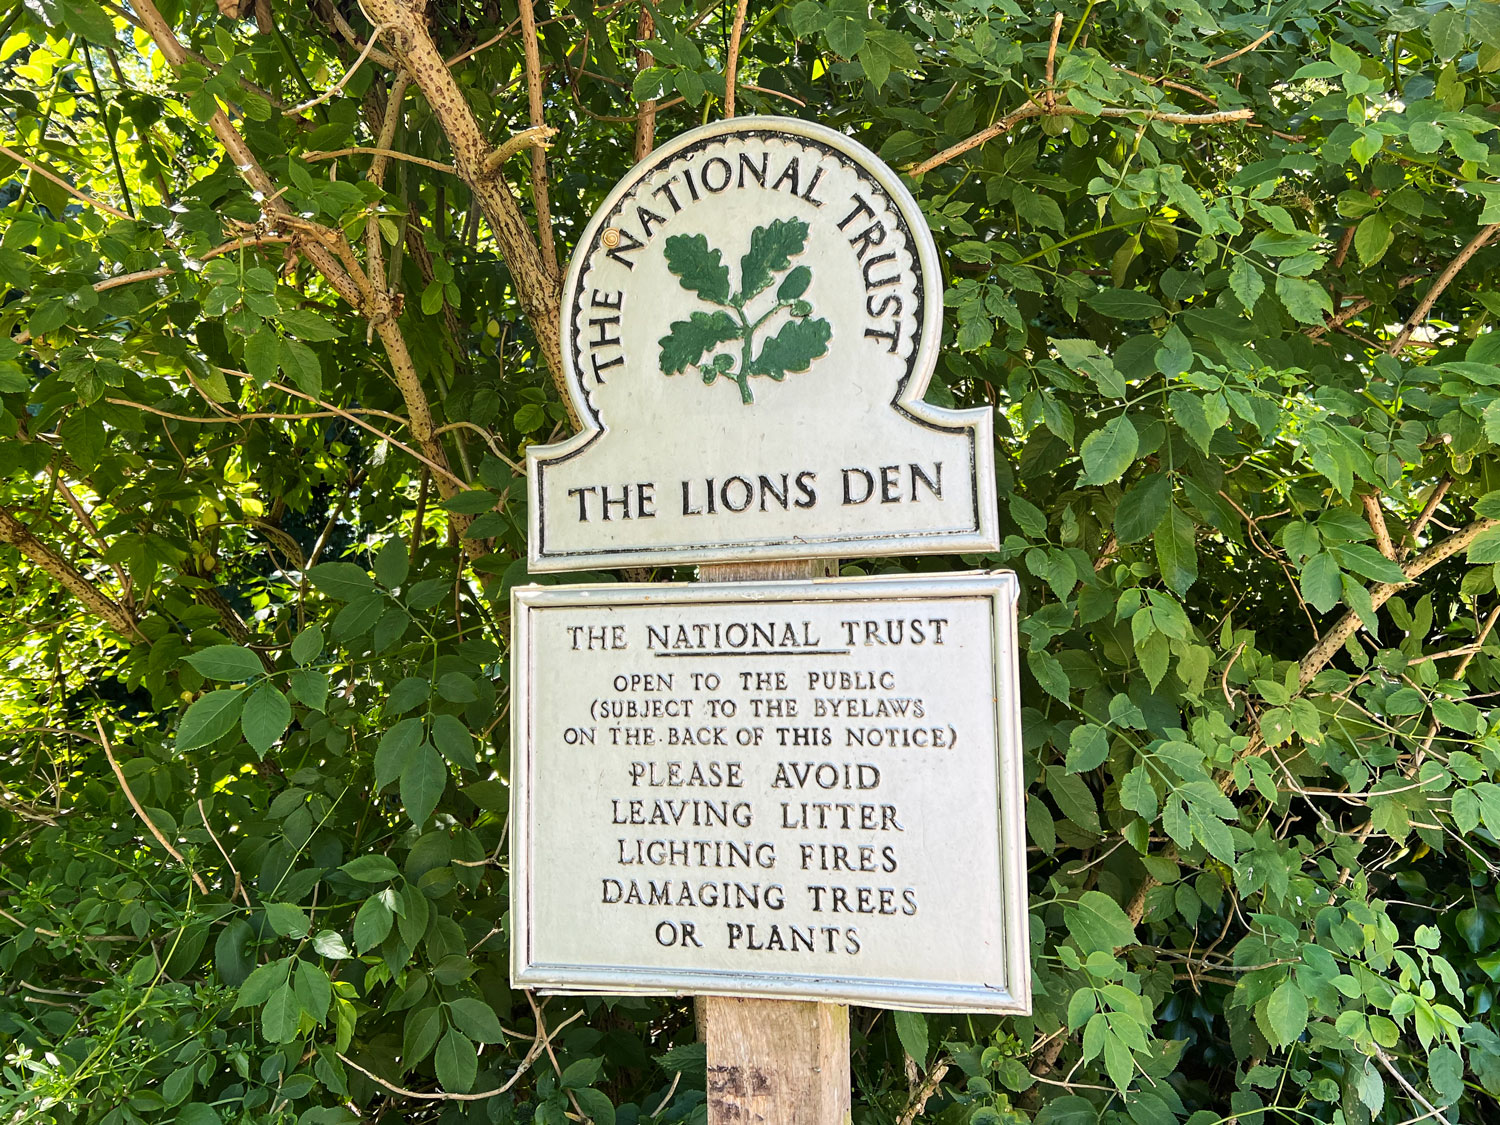 THE NATIONAL TRUST
THE LIONS DEN
THE NATIONAL TRUST
OPEN TO THE PUBLIC
(SUBJECT TO THE BYELAWS
ON THE BACK OF THIS NOTICE)
PLEASE AVOID
LEAVING LITTER
LIGHTING FIRES
DAMAGING TREES
OR PLANTS